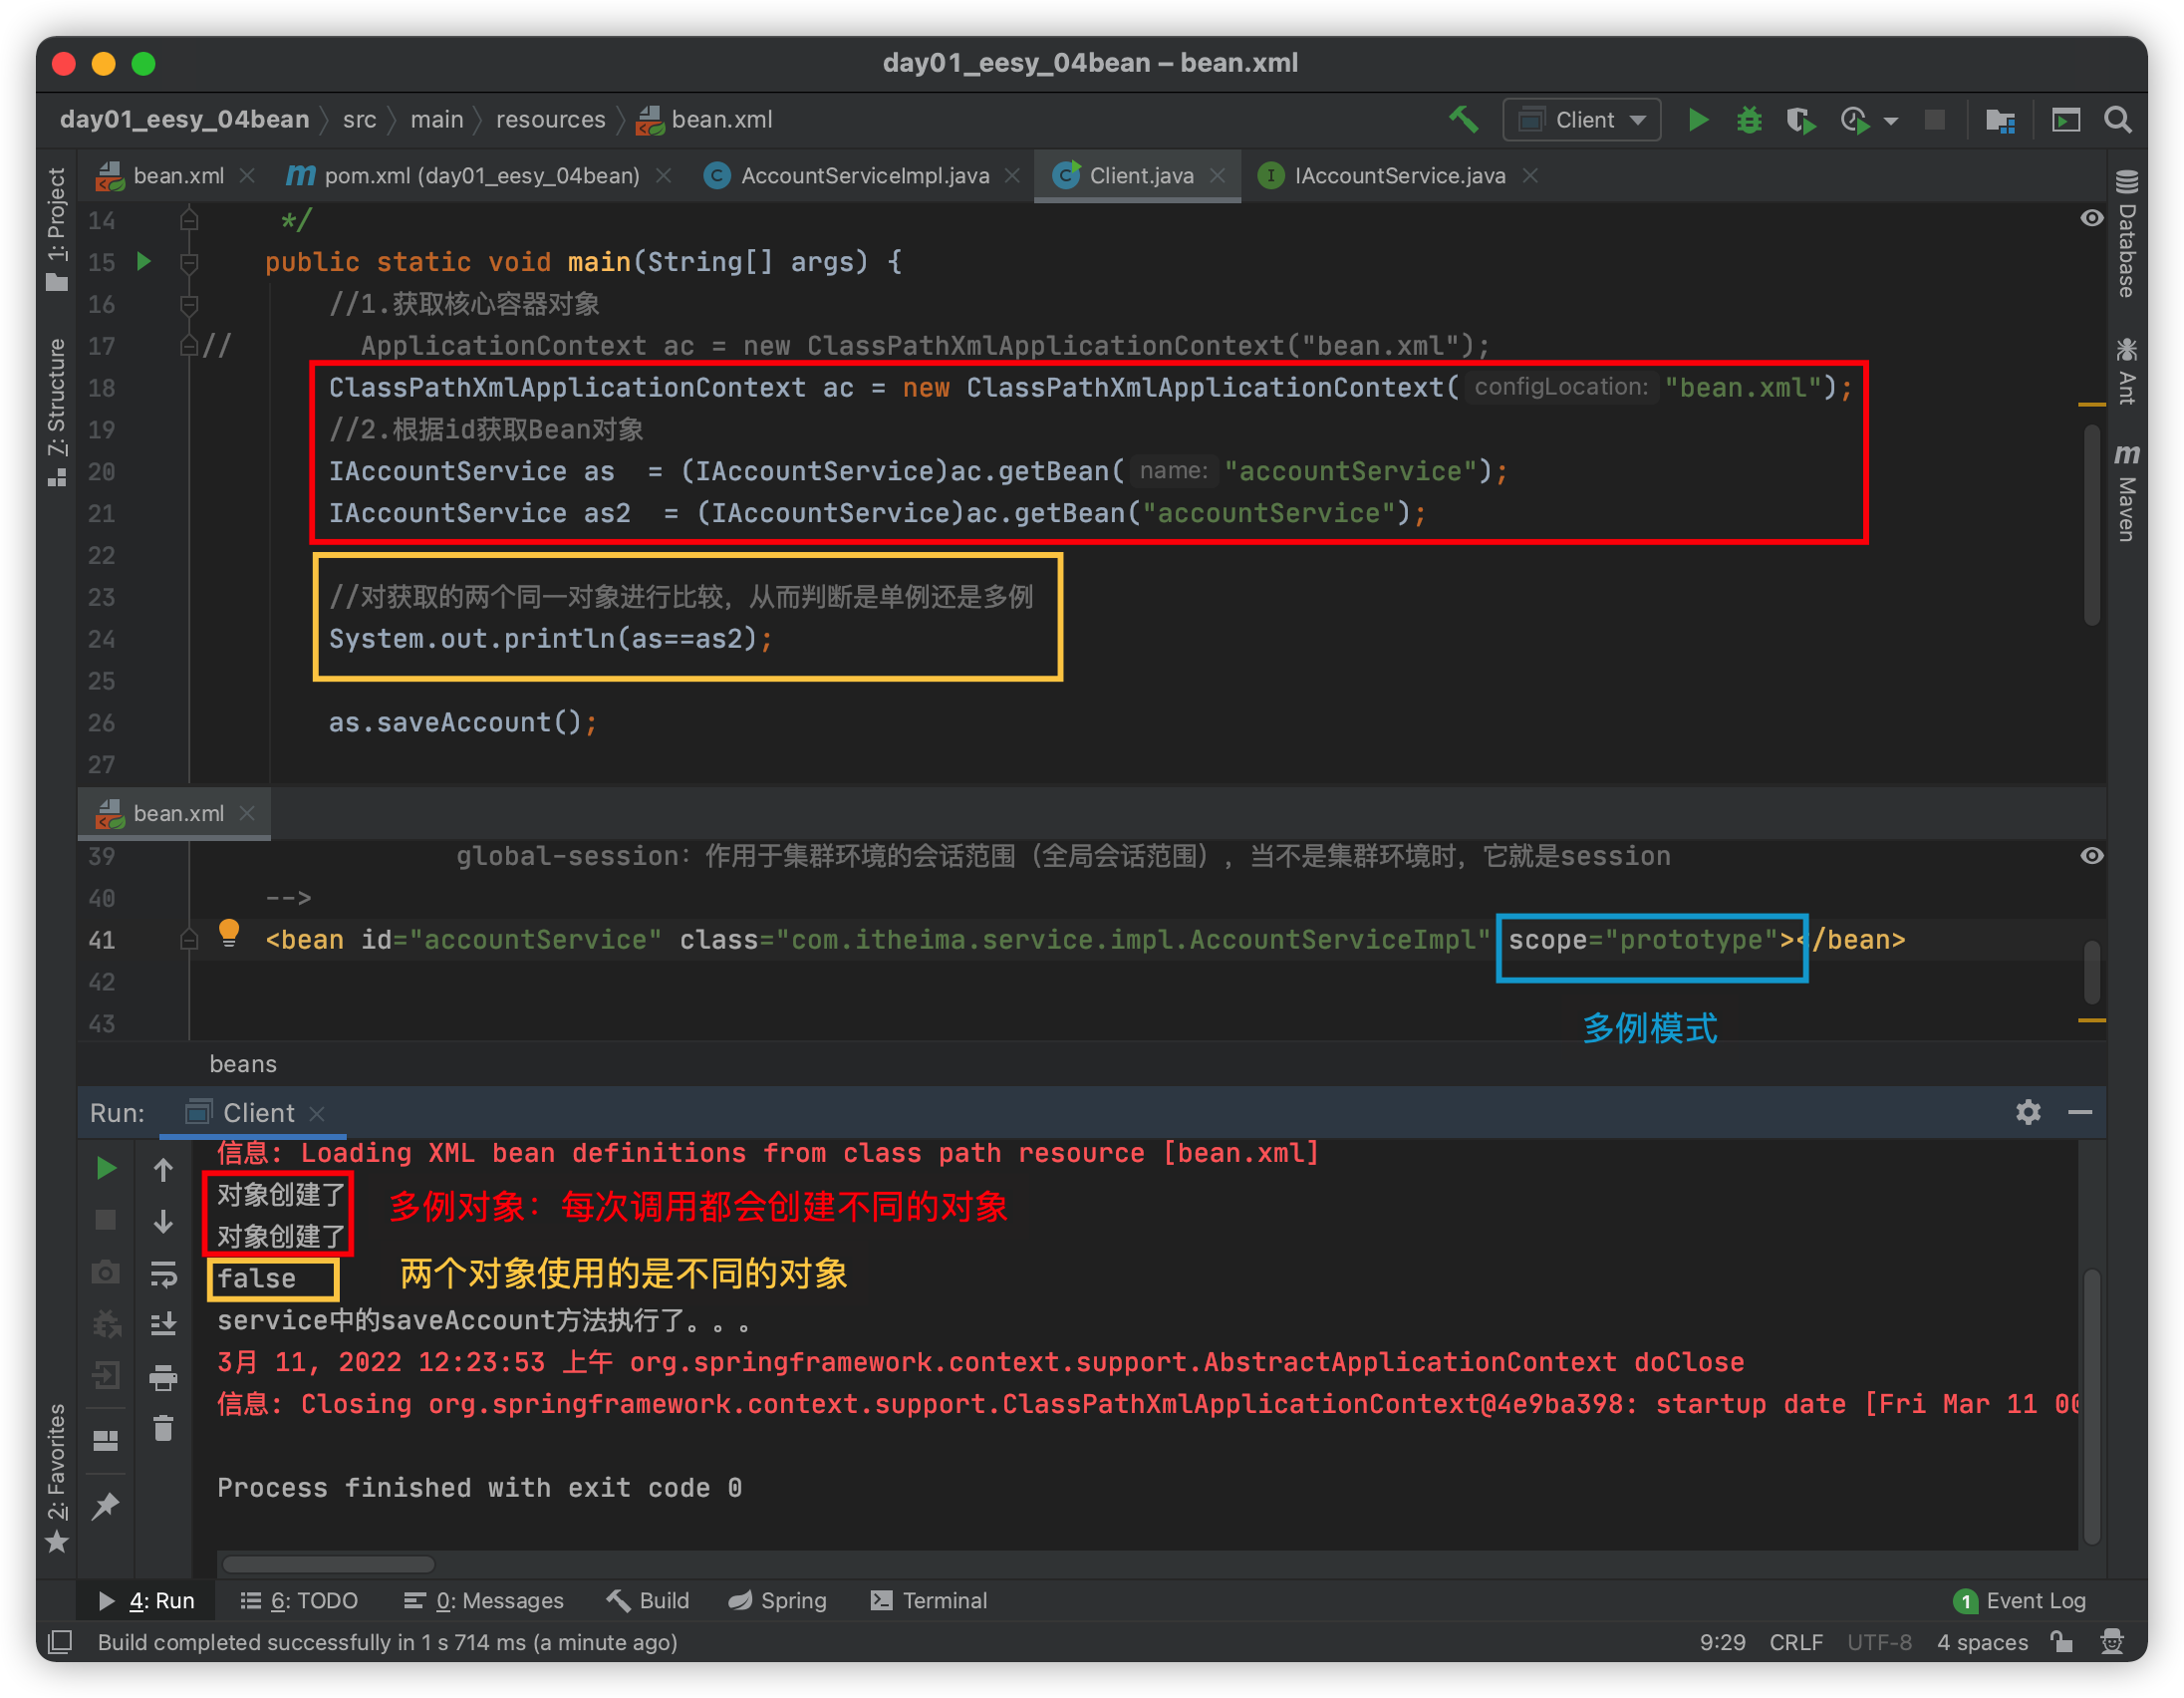 day01_eesy_04bean – bean.xml
day01_eesy_04bean src main resources bean.xml Client
bean.xml pom.xml (day01_eesy_04bean) AccountServiceImpl.java Client.java IAccountService.java
1: Project
7: Structure
2: Favorites
Database
Ant
Maven
14 */
15 public static void main(String[] args) {
16 //1.获取核心容器对象
17 // ApplicationContext ac = new ClassPathXmlApplicationContext("bean.xml");
18 ClassPathXmlApplicationContext ac = new ClassPathXmlApplicationContext( configLocation: "bean.xml");
19 //2.根据id获取Bean对象
20 IAccountService as = (IAccountService)ac.getBean( name: "accountService");
21 IAccountService as2 = (IAccountService)ac.getBean("accountService");
22
23 //对获取的两个同一对象进行比较，从而判断是单例还是多例
24 System.out.println(as==as2);
25
26 as.saveAccount();
27
bean.xml
39 global-session：作用于集群环境的会话范围（全局会话范围），当不是集群环境时，它就是session
40 -->
41 <bean id="accountService" class="com.itheima.service.impl.AccountServiceImpl" scope="prototype"></bean>
42
43
多例模式
beans
Run: Client
信息: Loading XML bean definitions from class path resource [bean.xml]
对象创建了
对象创建了
多例对象：每次调用都会创建不同的对象
false 两个对象使用的是不同的对象
service中的saveAccount方法执行了。。。
3月 11, 2022 12:23:53 上午 org.springframework.context.support.AbstractApplicationContext doClose
信息: Closing org.springframework.context.support.ClassPathXmlApplicationContext@4e9ba398: startup date [Fri Mar 11 00
Process finished with exit code 0
4: Run 6: TODO 0: Messages Build Spring Terminal 1 Event Log
Build completed successfully in 1 s 714 ms (a minute ago) 9:29 CRLF UTF-8 4 spaces